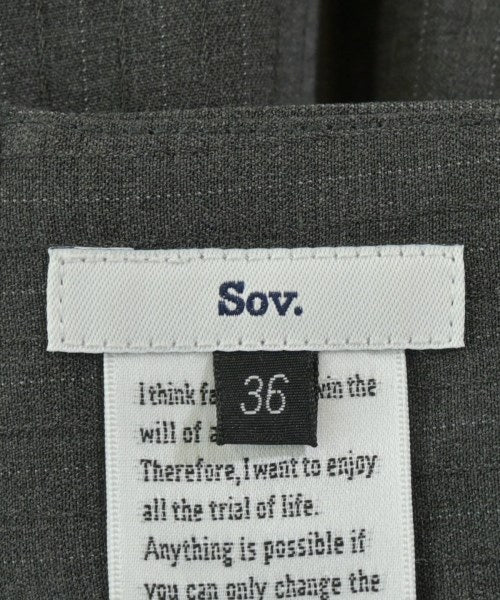 Sov.
36
I think the
will of
Therefore, I want to enjoy
all the trial of life.
Anything is possible if
you can only change the